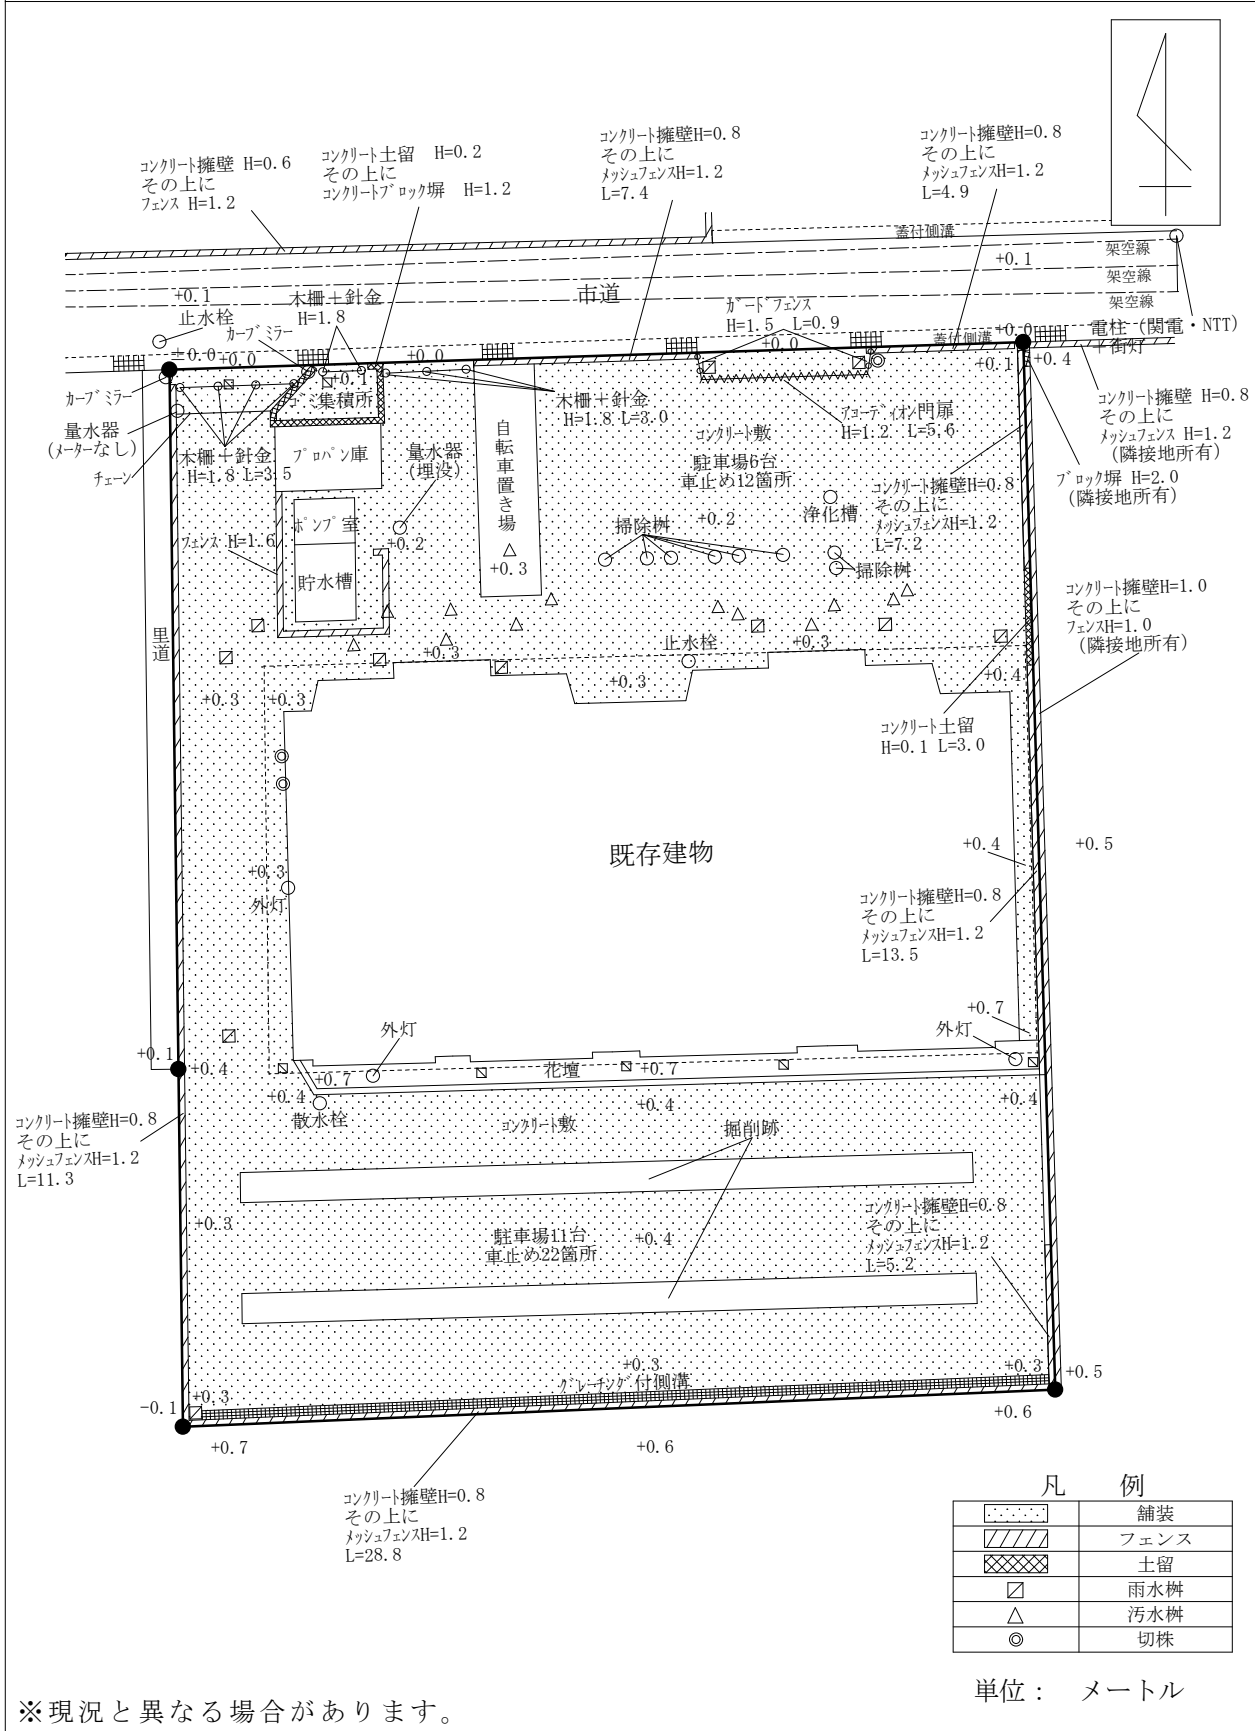 コンクリート擁壁H=0.8
その上に
メッシュフェンスH=1.2
L=7.4
コンクリート擁壁H=0.8
その上に
メッシュフェンスH=1.2
L=4.9
コンクリート擁壁 H=0.6
その上に
フェンス H=1.2
コンクリート土留 H=0.2
その上に
コンクリートブロック塀 H=1.2
蓋付側溝
架空線
+0.1
架空線
架空線
+0.1
市道
木柵＋針金
H=1.8
ガードフェンス
H=1.5 L=0.9
止水栓
カーブミラー
電柱（関電・NTT）
＋街灯
±0.0
+0.0
+0.0
+0.0
+0.0
蓋付側溝
+0.1
+0.4
+0.1
ゴミ集積所
カーブミラー
量水器
(メーターなし)
チェーン
木柵＋針金
H=1.8 L=3.5
プロパン庫
量水器
(埋没)
自転車置き場
木柵＋針金
H=1.8 L=3.0
アコーディオン門扉
H=1.2 L=5.6
コンクリート敷
駐車場6台
車止め12箇所
コンクリート擁壁 H=0.8
その上に
メッシュフェンス H=1.2
(隣接地所有)
ブロック塀 H=2.0
(隣接地所有)
コンクリート擁壁H=0.8
その上に
メッシュフェンスH=1.2
L=7.2
ポンプ室
フェンス H=1.6
+0.2
貯水槽
+0.3
掃除桝
+0.2
浄化槽
掃除桝
コンクリート擁壁H=1.0
その上に
フェンスH=1.0
(隣接地所有)
里道
+0.3
止水栓
+0.3
+0.3
+0.3
+0.3
+0.4
コンクリート土留
H=0.1 L=3.0
既存建物
+0.4
+0.5
+0.3
外灯
コンクリート擁壁H=0.8
その上に
メッシュフェンスH=1.2
L=13.5
+0.7
外灯
外灯
+0.1
+0.4
+0.7
花壇
+0.7
+0.4
散水栓
+0.4
+0.4
コンクリート擁壁H=0.8
その上に
メッシュフェンスH=1.2
L=11.3
コンクリート敷
掘削跡
+0.3
駐車場11台
車止め22箇所
+0.4
コンクリート擁壁H=0.8
その上に
メッシュフェンスH=1.2
L=5.2
+0.3
+0.3
+0.5
グレーチング付側溝
+0.3
-0.1
+0.6
+0.7
+0.6
コンクリート擁壁H=0.8
その上に
メッシュフェンスH=1.2
L=28.8
凡 例
舗装
フェンス
土留
雨水桝
汚水桝
切株
単位： メートル
※現況と異なる場合があります。